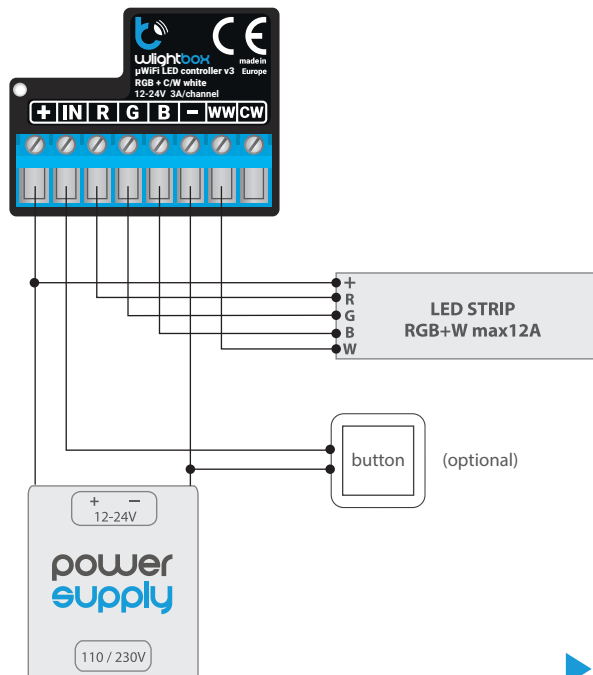 wlightbox
made in
Europe
µWiFi LED controller v3
RGB + C/W white
12-24V 3A/channel
+ IN R G B − WW CW
+
R
G
B
W
LED STRIP
RGB+W max12A
button
(optional)
+ −
12-24V
power
supply
110 / 230V